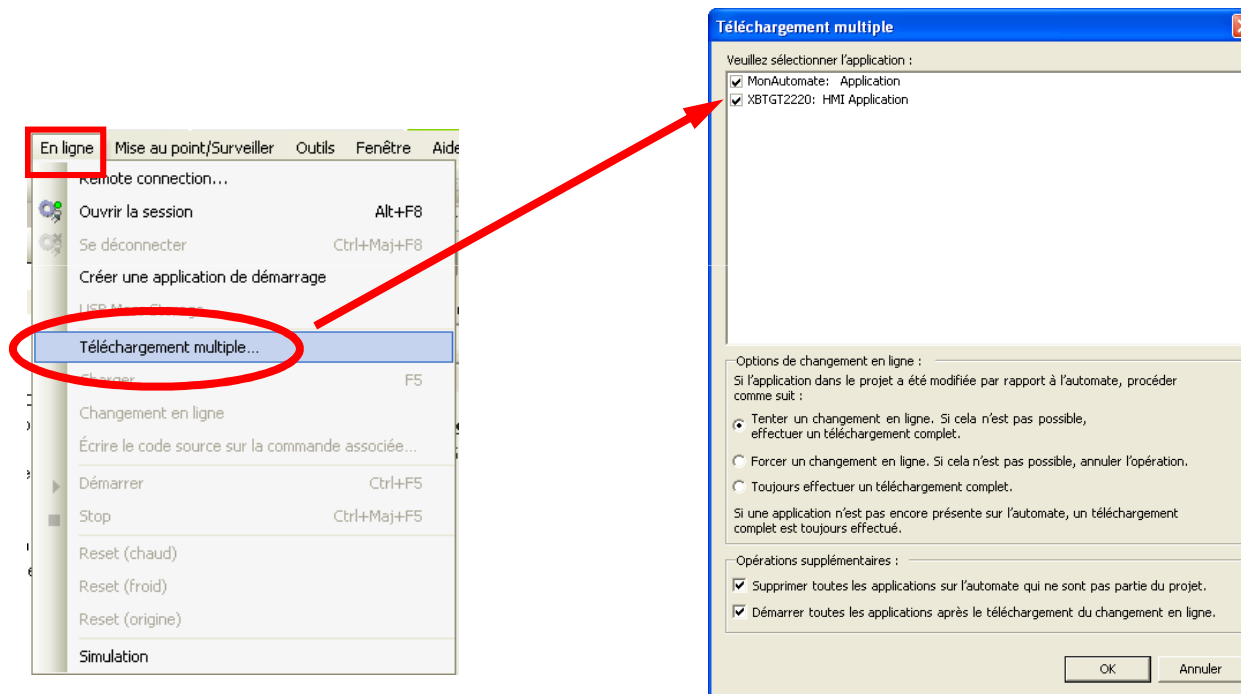 En ligne Mise au point/Surveiller Outils Fenêtre Aide
Remote connection...
Ouvrir la session Alt+F8
Se déconnecter Ctrl+Maj+F8
Créer une application de démarrage
USB Mass Storage
Téléchargement multiple...
Charger F5
Changement en ligne
Écrire le code source sur la commande associée...
Démarrer Ctrl+F5
Stop Ctrl+Maj+F5
Reset (chaud)
Reset (froid)
Reset (origine)
Simulation
Téléchargement multiple
Veuillez sélectionner l'application :
MonAutomate: Application
XBTGT2220: HMI Application
Options de changement en ligne :
Si l'application dans le projet a été modifiée par rapport à l'automate, procéder
comme suit :
Tenter un changement en ligne. Si cela n'est pas possible,
effectuer un téléchargement complet.
Forcer un changement en ligne. Si cela n'est pas possible, annuler l'opération.
Toujours effectuer un téléchargement complet.
Si une application n'est pas encore présente sur l'automate, un téléchargement
complet est toujours effectué.
Opérations supplémentaires :
Supprimer toutes les applications sur l'automate qui ne sont pas partie du projet.
Démarrer toutes les applications après le téléchargement du changement en ligne.
OK Annuler